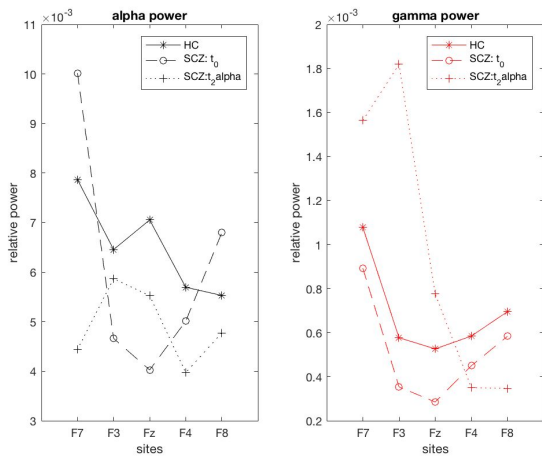 alpha power
×10⁻³
11
10
9
8
7
6
5
4
3
relative power
F7 F3 Fz F4 F8
sites
HC
SCZ: t₀
SCZ:t₂alpha
gamma power
×10⁻³
2
1.8
1.6
1.4
1.2
1
0.8
0.6
0.4
0.2
relative power
F7 F3 Fz F4 F8
sites
HC
SCZ: t₀
SCZ:t₂alpha